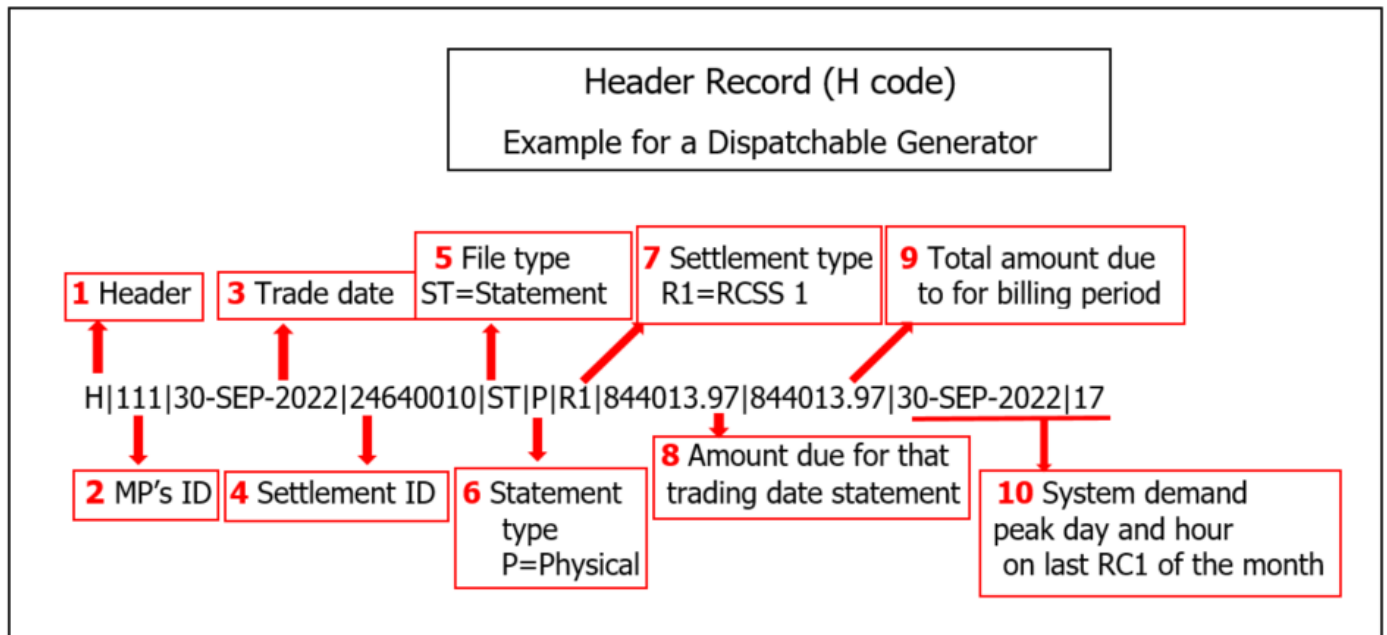 Header Record (H code)
Example for a Dispatchable Generator
5 File type
ST=Statement
7 Settlement type
R1=RCSS 1
9 Total amount due
to for billing period
1 Header
3 Trade date
H|111|30-SEP-2022|24640010|ST|P|R1|844013.97|844013.97|30-SEP-2022|17
2 MP's ID
4 Settlement ID
6 Statement
type
P=Physical
8 Amount due for that
trading date statement
10 System demand
peak day and hour
on last RC1 of the month